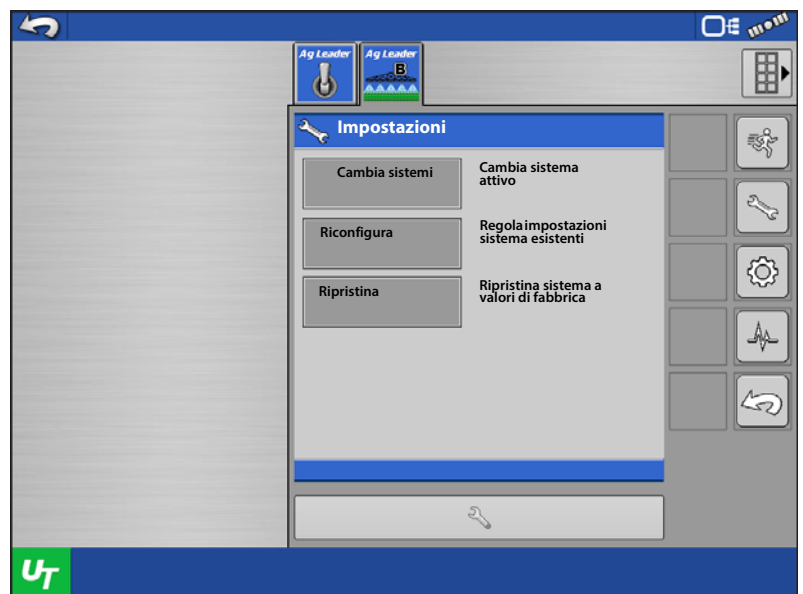 Ag Leader
Ag Leader
B
Impostazioni
Cambia sistemi
Cambia sistema
attivo
Riconfigura
Regola impostazioni
sistema esistenti
Ripristina
Ripristina sistema a
valori di fabbrica
UT